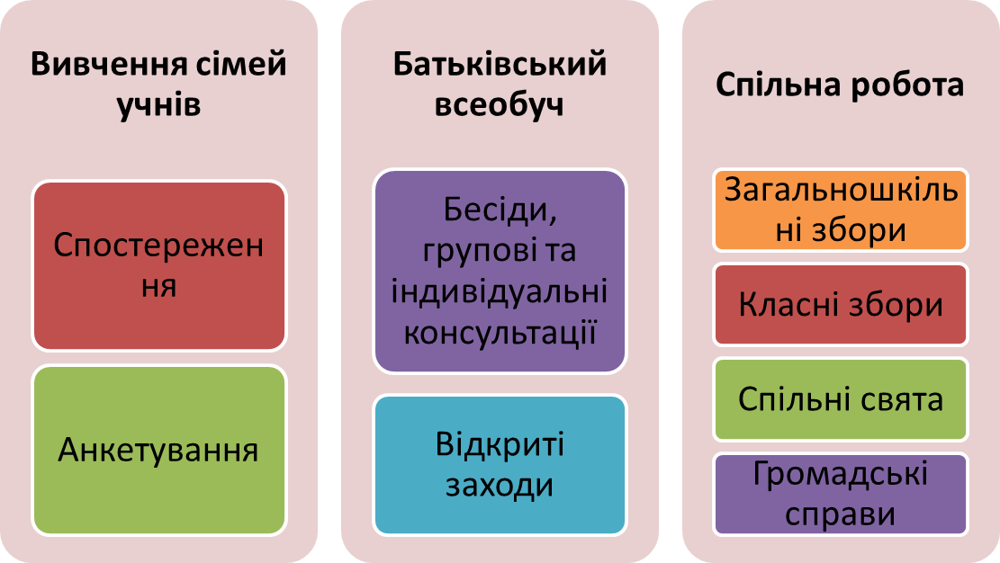 Вивчення сімей
учнів
Спостережен
ня
Анкетування
Батьківський
всеобуч
Бесіди,
групові та
індивідуальні
консультації
Відкриті
заходи
Спільна робота
Загальношкіль
ні збори
Класні збори
Спільні свята
Громадські
справи